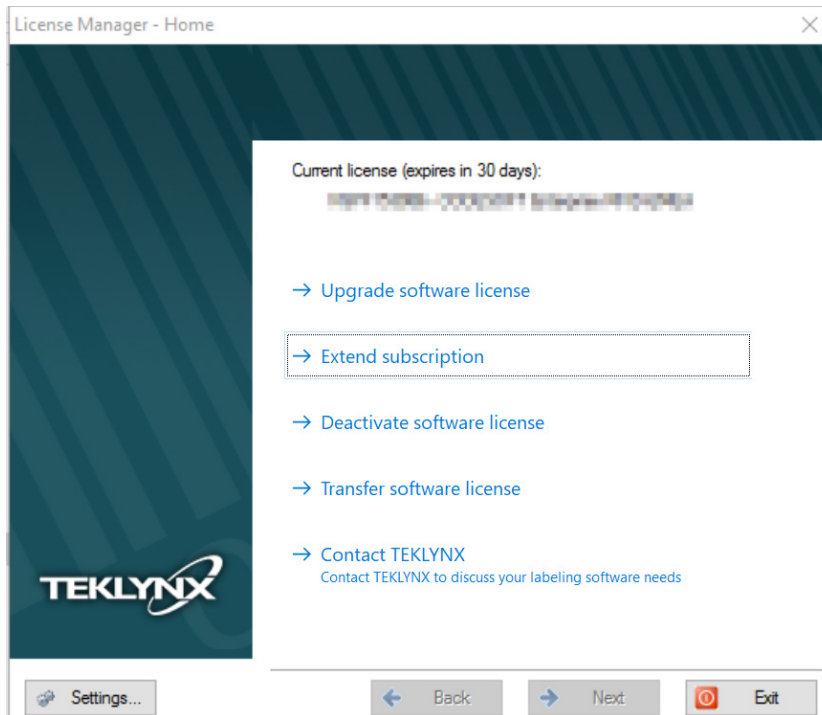 License Manager - Home
Current license (expires in 30 days):
Upgrade software license
Extend subscription
Deactivate software license
Transfer software license
Contact TEKLYNX
Contact TEKLYNX to discuss your labeling software needs
TEKLYNX
Settings...
Back
Next
Exit